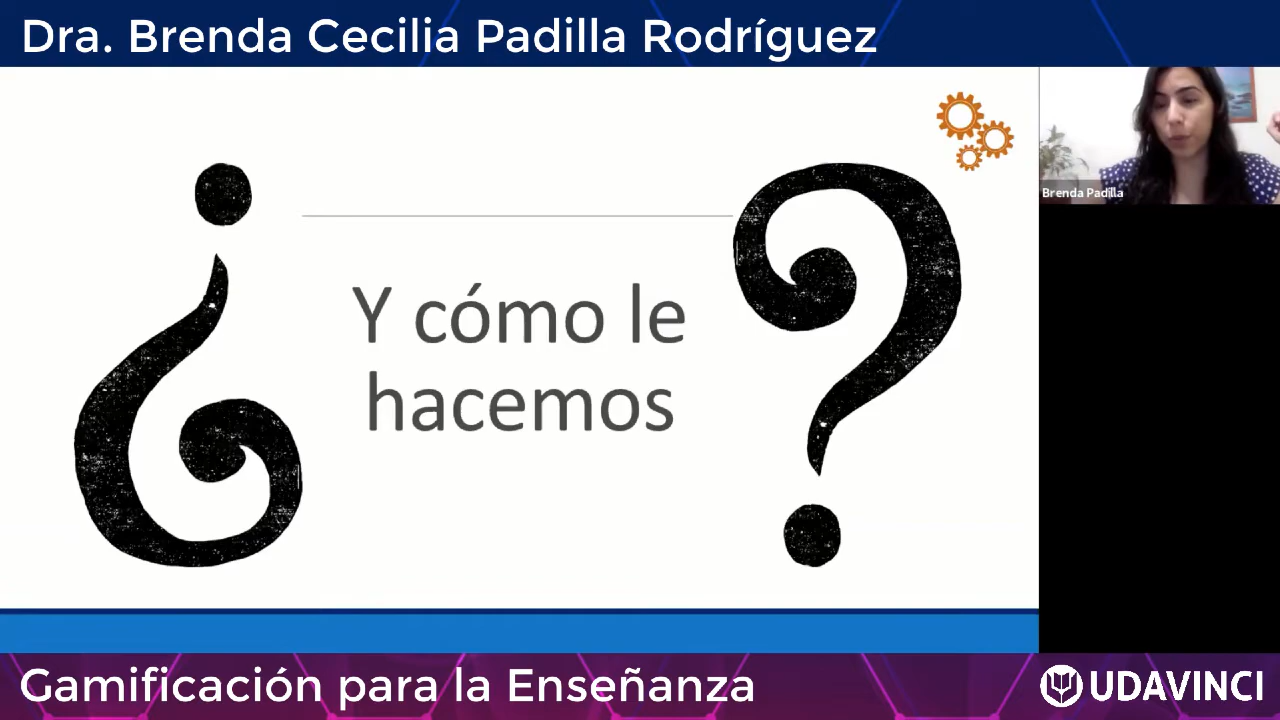 Dra. Brenda Cecilia Padilla Rodríguez
Brenda Padilla
¿
Y cómo le
hacemos
?
Gamificación para la Enseñanza
UDAVINCI